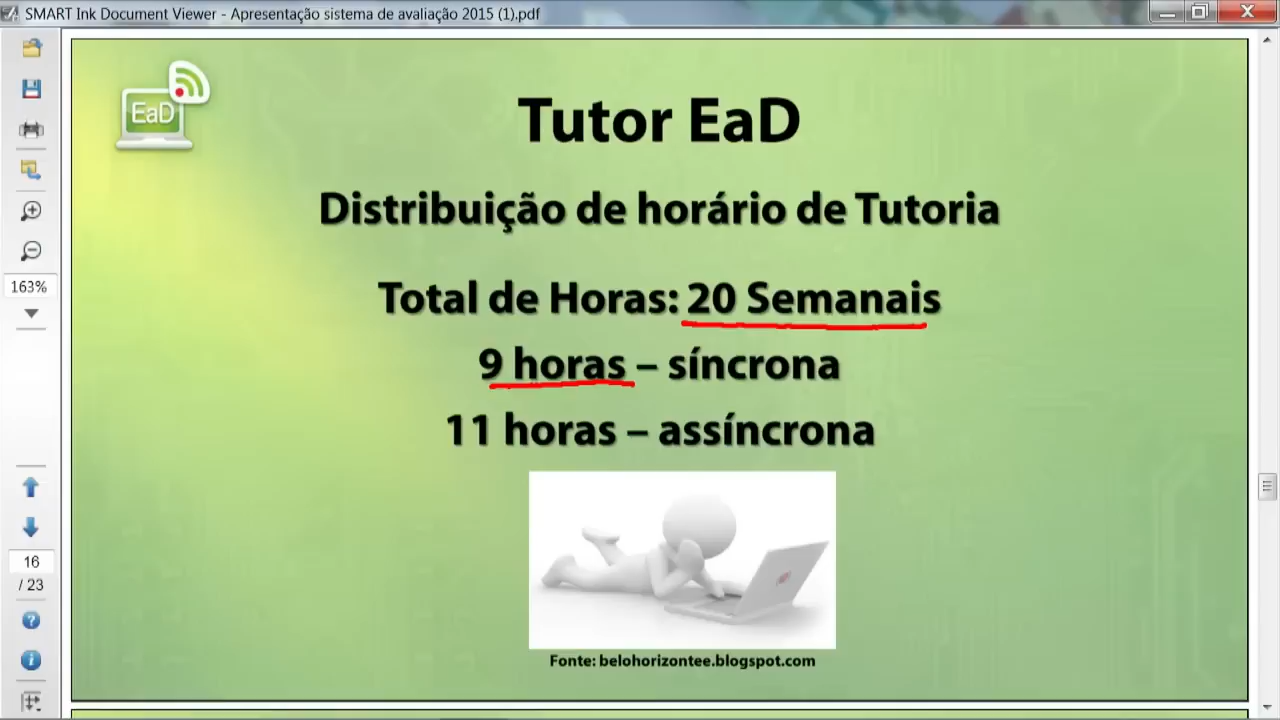 SMART Ink Document Viewer - Apresentação sistema de avaliação 2015 (1).pdf
EaD
Tutor EaD
Distribuição de horário de Tutoria
Total de Horas: 20 Semanais
9 horas – síncrona
11 horas – assíncrona
Fonte: belohorizontee.blogspot.com
163%
16
/ 23